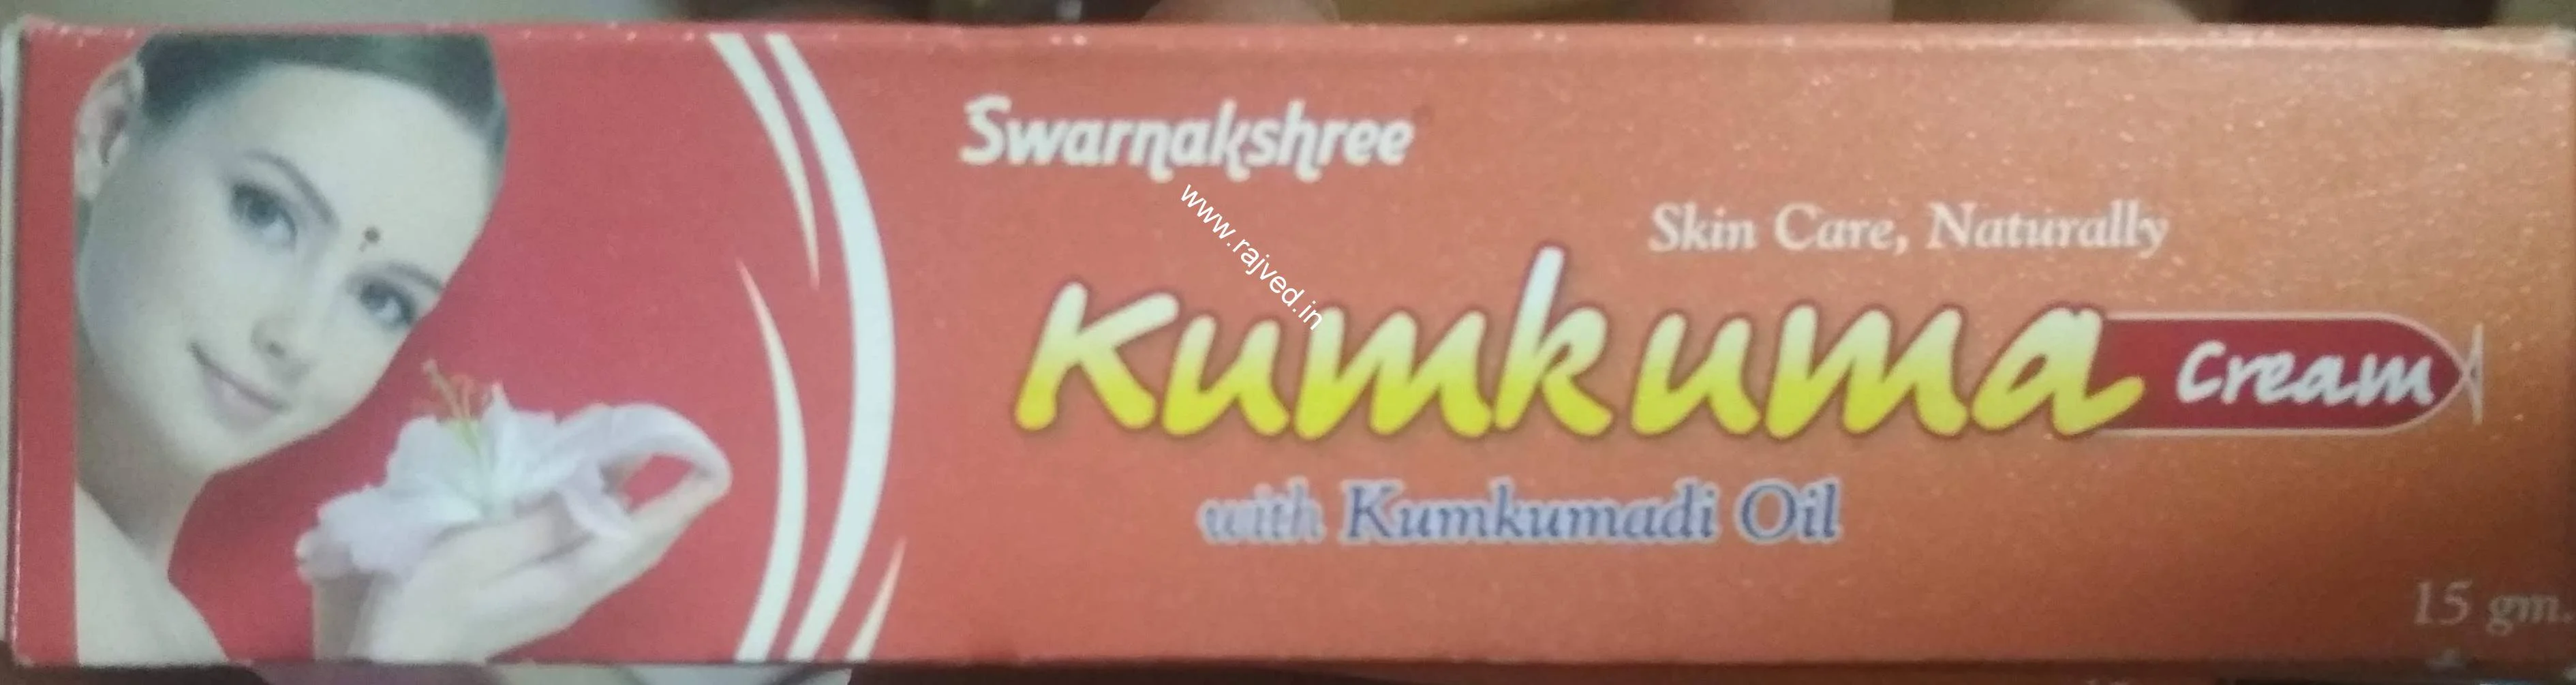 Swarnakshree
www.rajved.in
Skin Care, Naturally
Kumkuma Cream
with Kumkumadi Oil
15 gm.